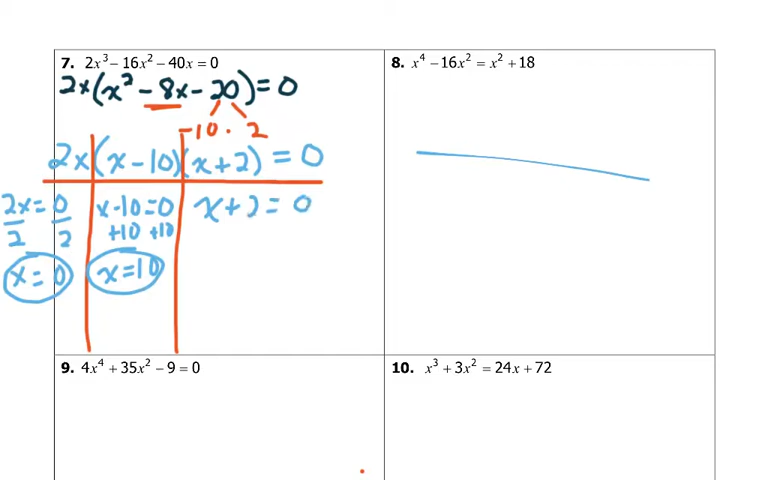 7. 2x³ – 16x² – 40x = 0
2x(x² – 8x – 20) = 0
-10 · 2
2x(x – 10)(x + 2) = 0
2x = 0 x - 10 = 0 x + 2 = 0
2 2 +10 +10
x = 0 x = 10
8. x⁴ – 16x² = x² + 18
9. 4x⁴ + 35x² – 9 = 0
10. x³ + 3x² = 24x + 72